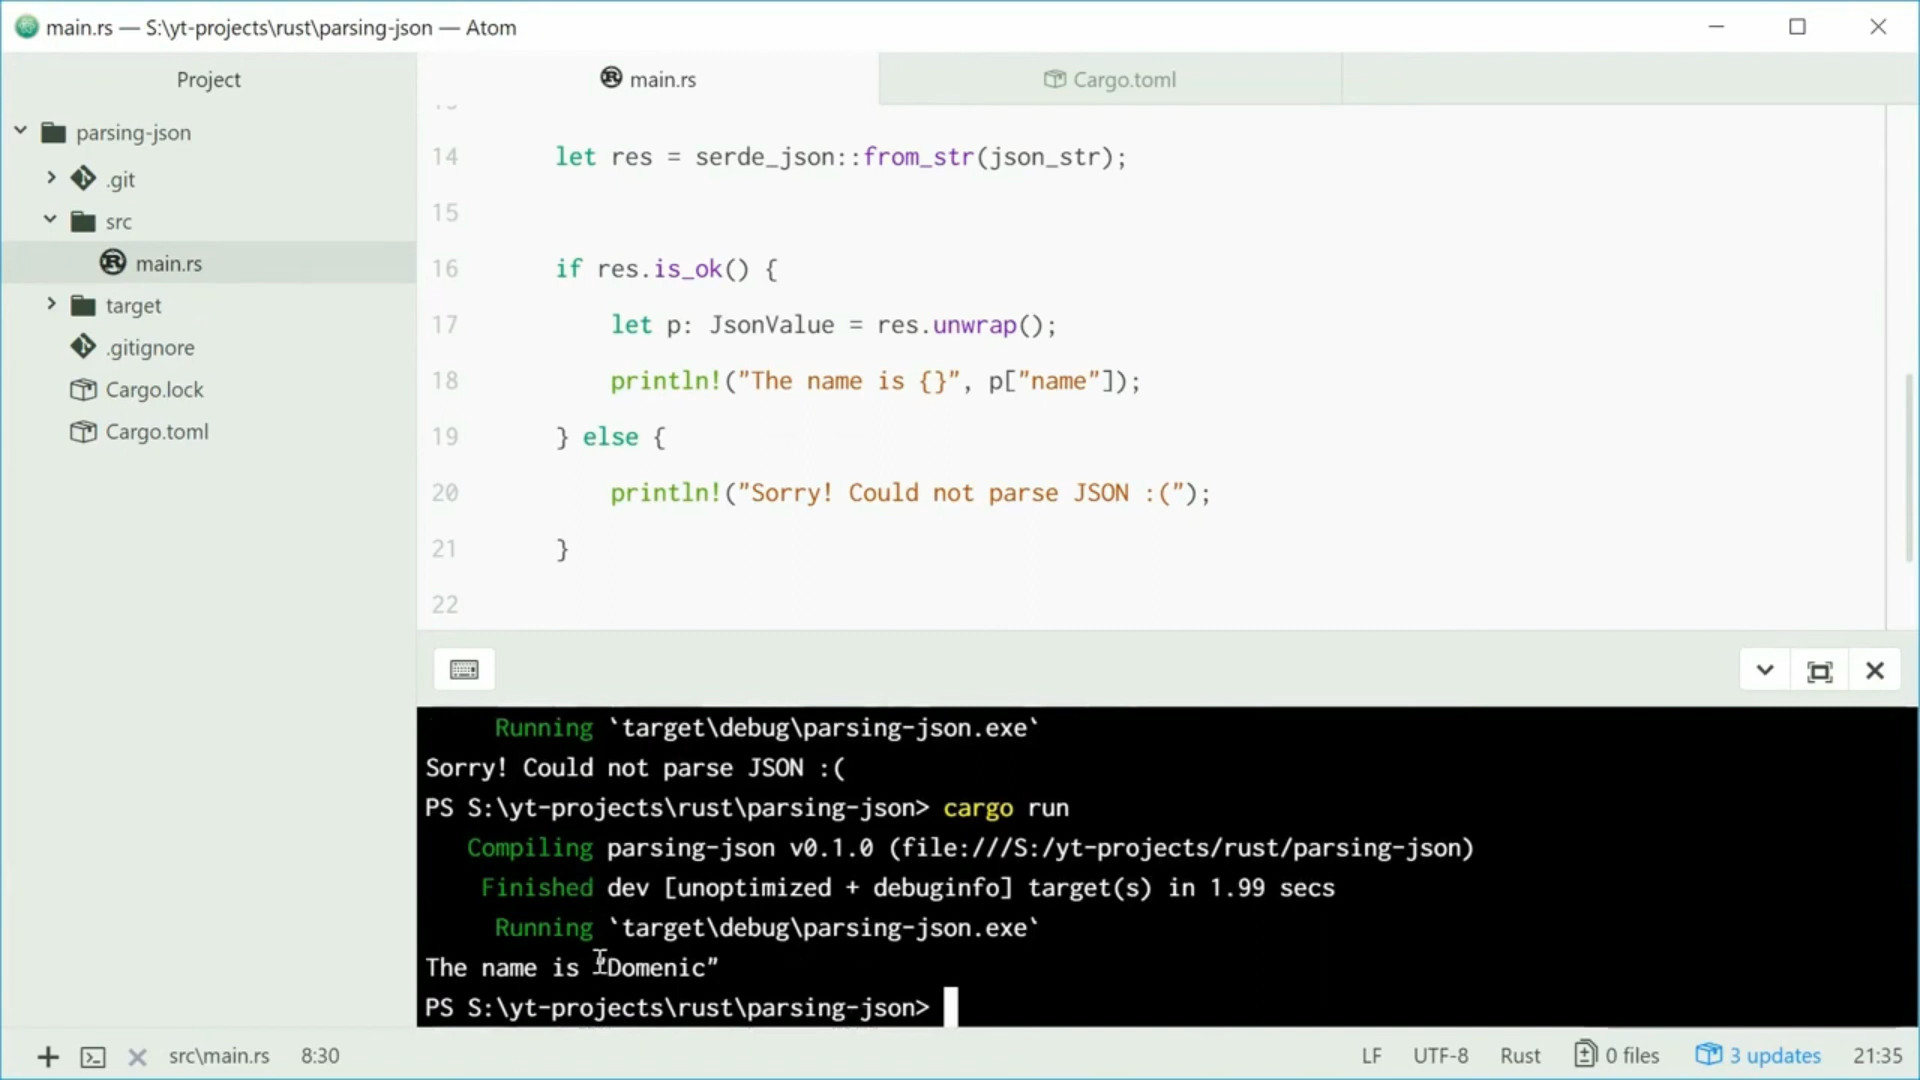 main.rs — S:\yt-projects\rust\parsing-json — Atom
Project
main.rs
Cargo.toml
parsing-json
.git
src
main.rs
target
.gitignore
Cargo.lock
Cargo.toml
14 let res = serde_json::from_str(json_str);
15
16 if res.is_ok() {
17 let p: JsonValue = res.unwrap();
18 println!("The name is {}", p["name"]);
19 } else {
20 println!("Sorry! Could not parse JSON :(");
21 }
22
Running `target\debug\parsing-json.exe`
Sorry! Could not parse JSON :(
PS S:\yt-projects\rust\parsing-json> cargo run
Compiling parsing-json v0.1.0 (file:///S:/yt-projects/rust/parsing-json)
Finished dev [unoptimized + debuginfo] target(s) in 1.99 secs
Running `target\debug\parsing-json.exe`
The name is "Domenic"
PS S:\yt-projects\rust\parsing-json>
src\main.rs 8:30 LF UTF-8 Rust 0 files 3 updates 21:35